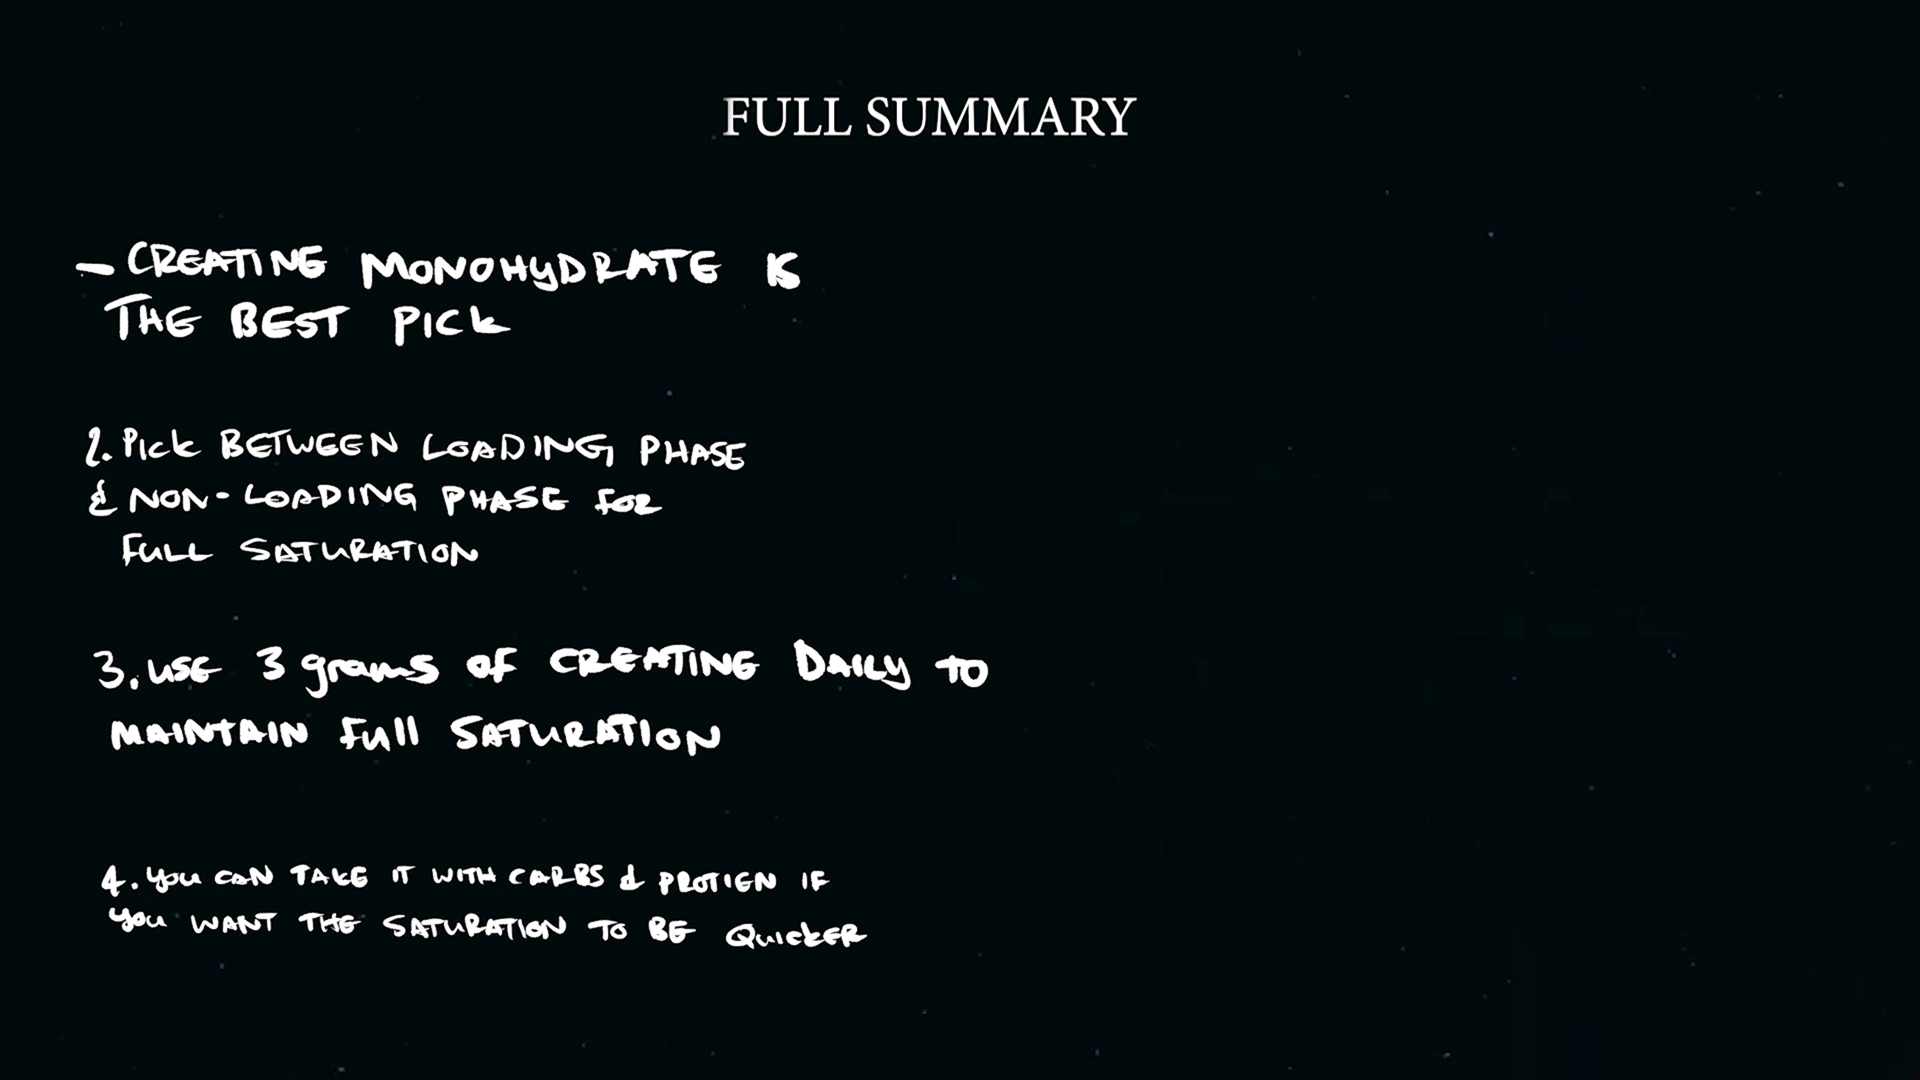 FULL SUMMARY
- CREATINE MONOHYDRATE IS
THE BEST PICK
2. Pick BETWEEN LOADING PHASE
& NON-LOADING PHASE FOR
FULL SATURATION
3. USE 3 grams of CREATINE DAILY TO
MAINTAIN full SATURATION
4. you CAN TAKE IT WITH CARBS & PROTIEN IF
you WANT THE SATURATION TO BE QuickER